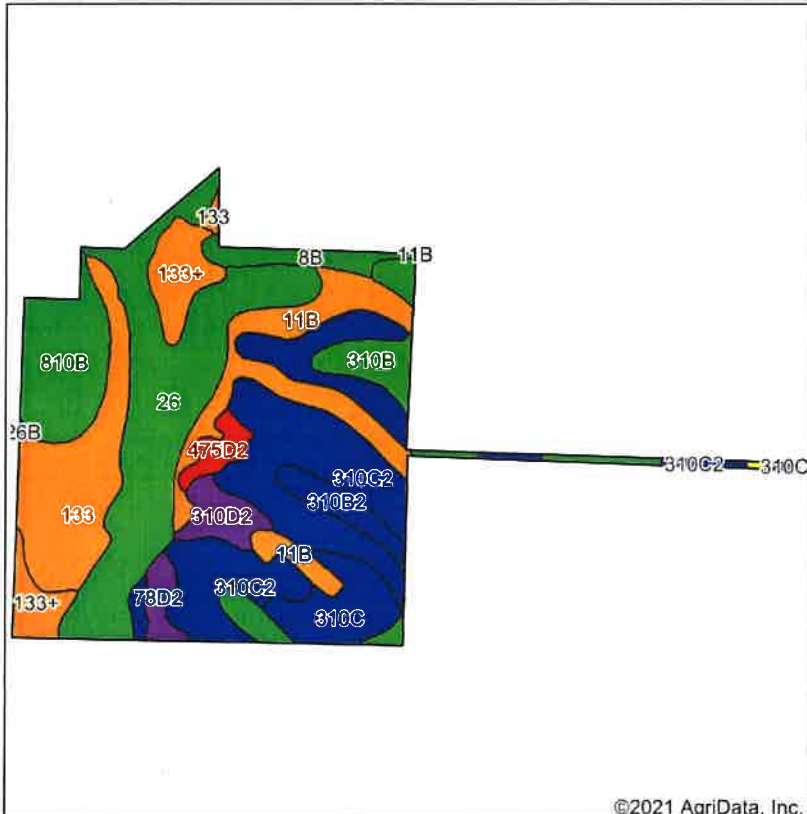 133
8B
11B
133+
11B
310B
810B
26
26B
475D2
310C2
310C2
310C
310B2
133
310D2
11B
310C2
78D2
133+
310C
©2021 AgriData, Inc.